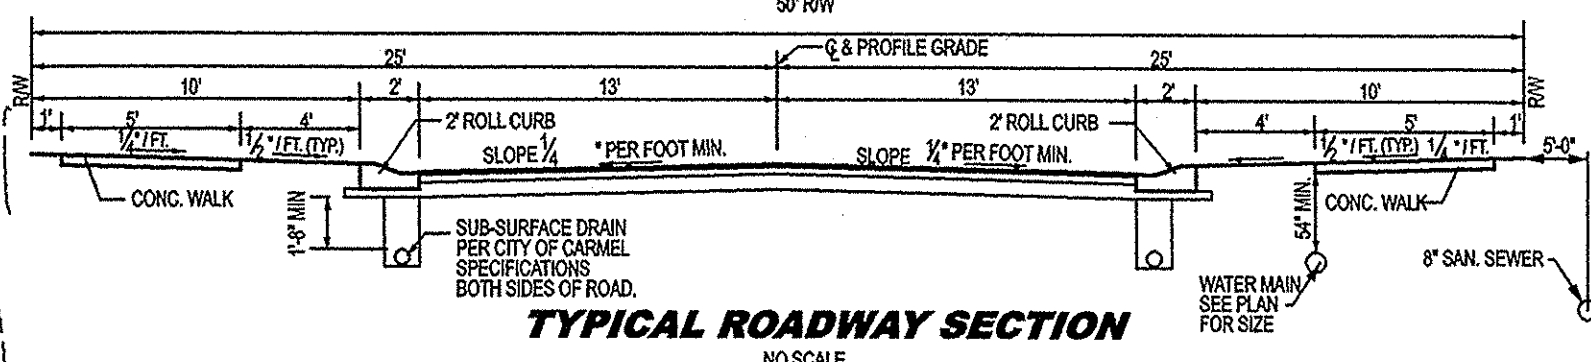 50' R/W
25'
℄ & PROFILE GRADE
25'
R/W
10'
2'
13'
13'
2'
10'
R/W
1'
5'
4'
2' ROLL CURB
2' ROLL CURB
4'
5'
1'
1/4"/FT.
1/2"/FT.(TYP.)
SLOPE 1/4 " PER FOOT MIN.
SLOPE 1/4" PER FOOT MIN.
1/2"/FT.(TYP.)
1/4"/FT.
5'-0"
CONC. WALK
CONC. WALK
1'-8" MIN
54" MIN.
SUB-SURFACE DRAIN
PER CITY OF CARMEL
SPECIFICATIONS
BOTH SIDES OF ROAD.
WATER MAIN
SEE PLAN
FOR SIZE
8" SAN. SEWER
TYPICAL ROADWAY SECTION
NO SCALE